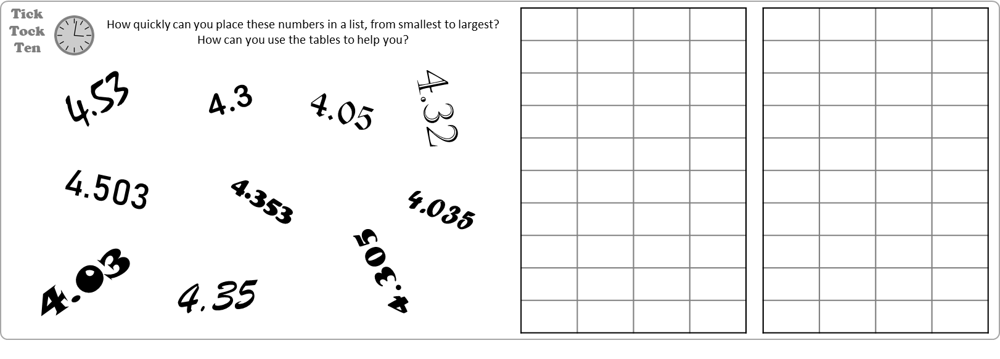 Tick
Tock
Ten
How quickly can you place these numbers in a list, from smallest to largest?
How can you use the tables to help you?
4.53
4.3
4.05
4.32
4.503
4.353
4.035
4.03
4.35
4.305